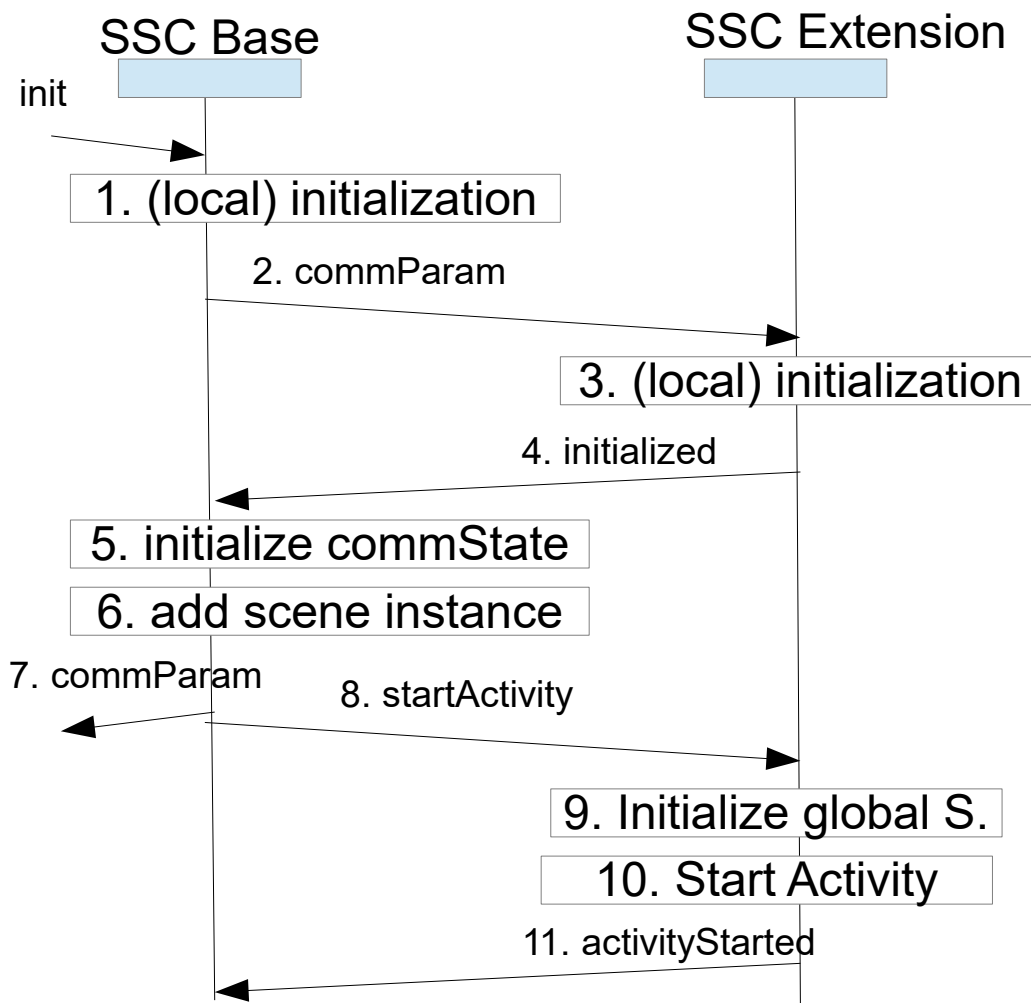 SSC Base
SSC Extension
init
1. (local) initialization
2. commParam
3. (local) initialization
4. initialized
5. initialize commState
6. add scene instance
7. commParam
8. startActivity
9. Initialize global S.
10. Start Activity
11. activityStarted